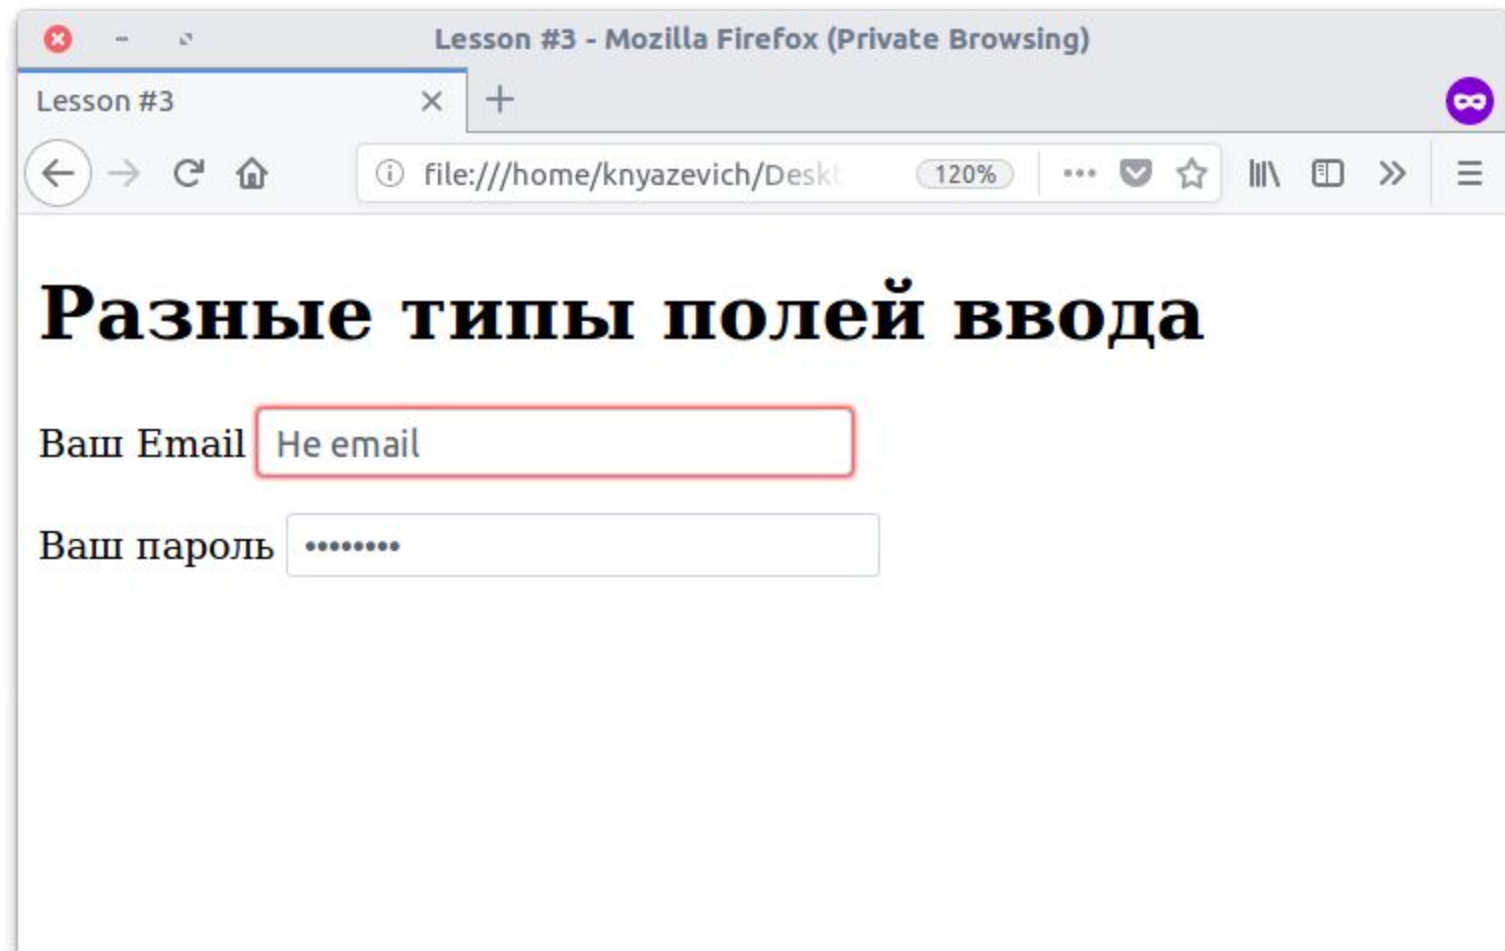 Lesson #3 - Mozilla Firefox (Private Browsing)
Lesson #3
file:///home/knyazevich/Deskt
120%
Разные типы полей ввода
Ваш Email Не email
Ваш пароль ••••••••